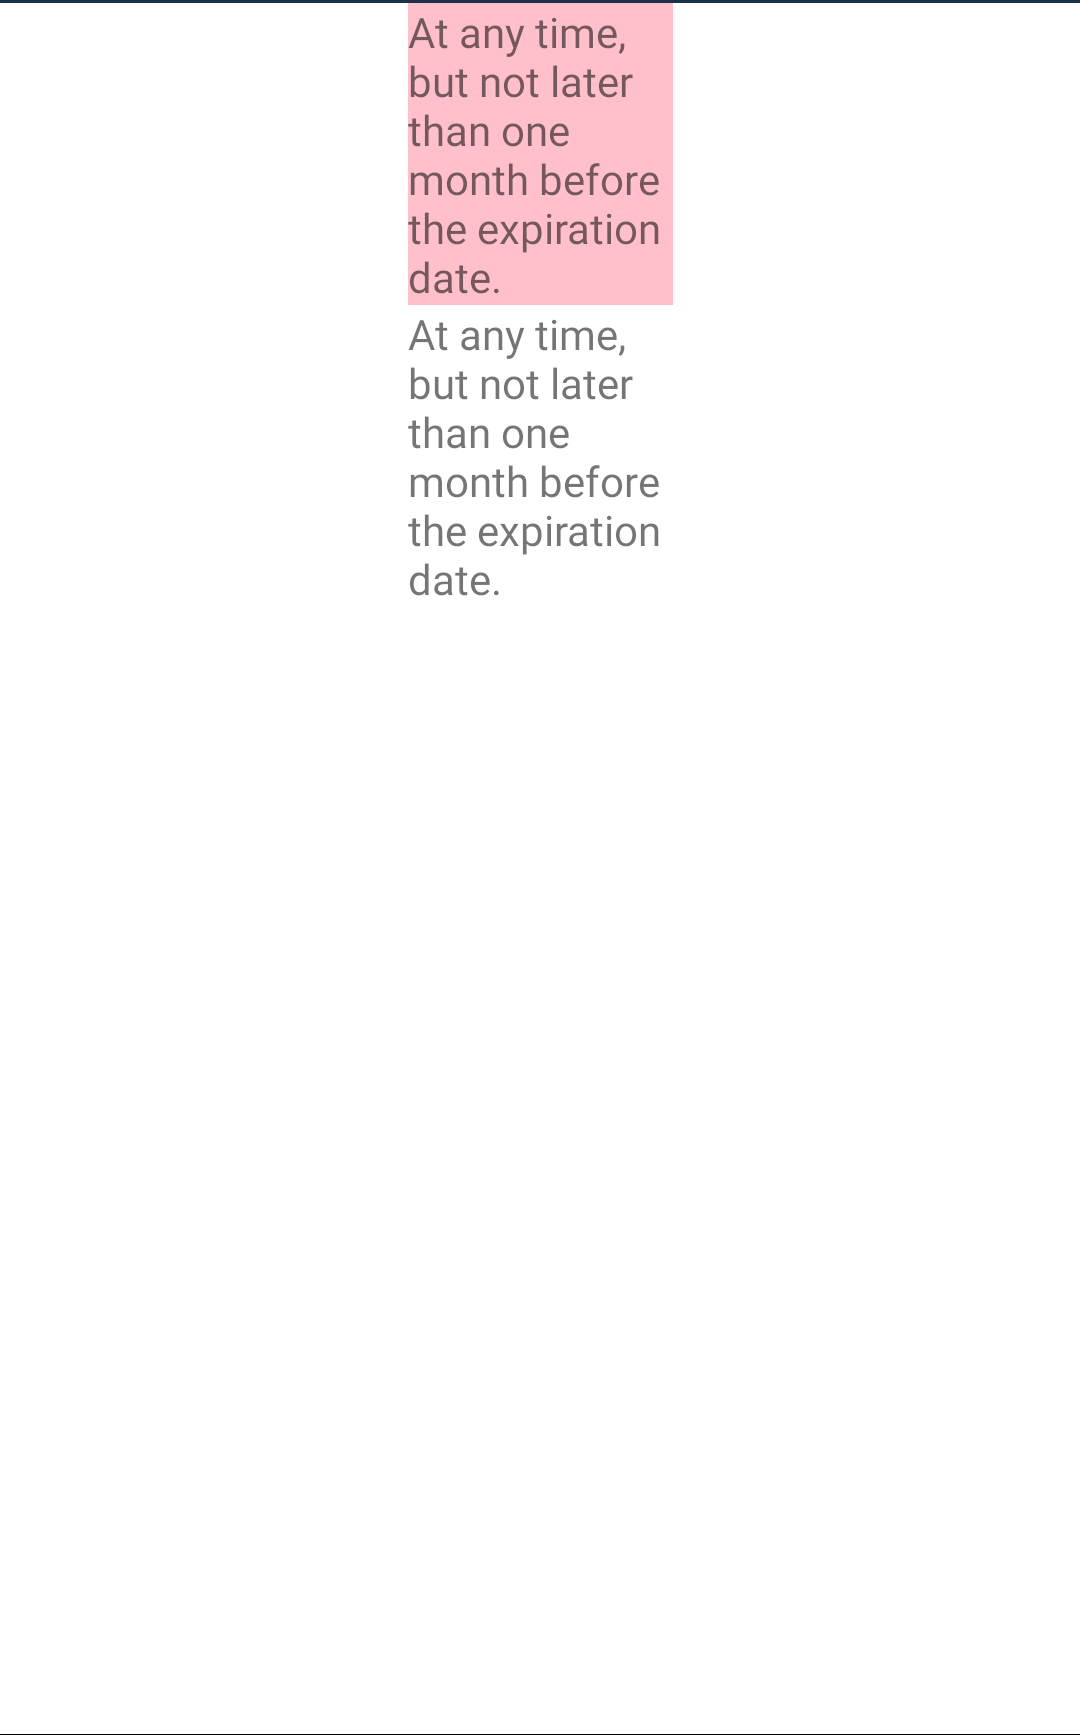 At any time,
but not later
than one
month before
the expiration
date.
At any time,
but not later
than one
month before
the expiration
date.